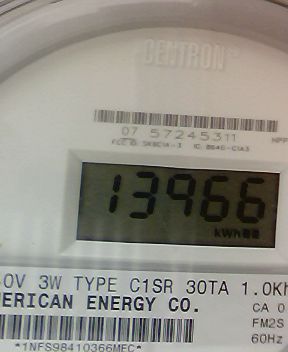 CENTRON
07 57245311
13966
kWh
0V 3W TYPE C1SR 30TA 1.0Kh
ERICAN ENERGY CO.
CA 0
FM2S
60Hz
*1NFS98410366MFC*